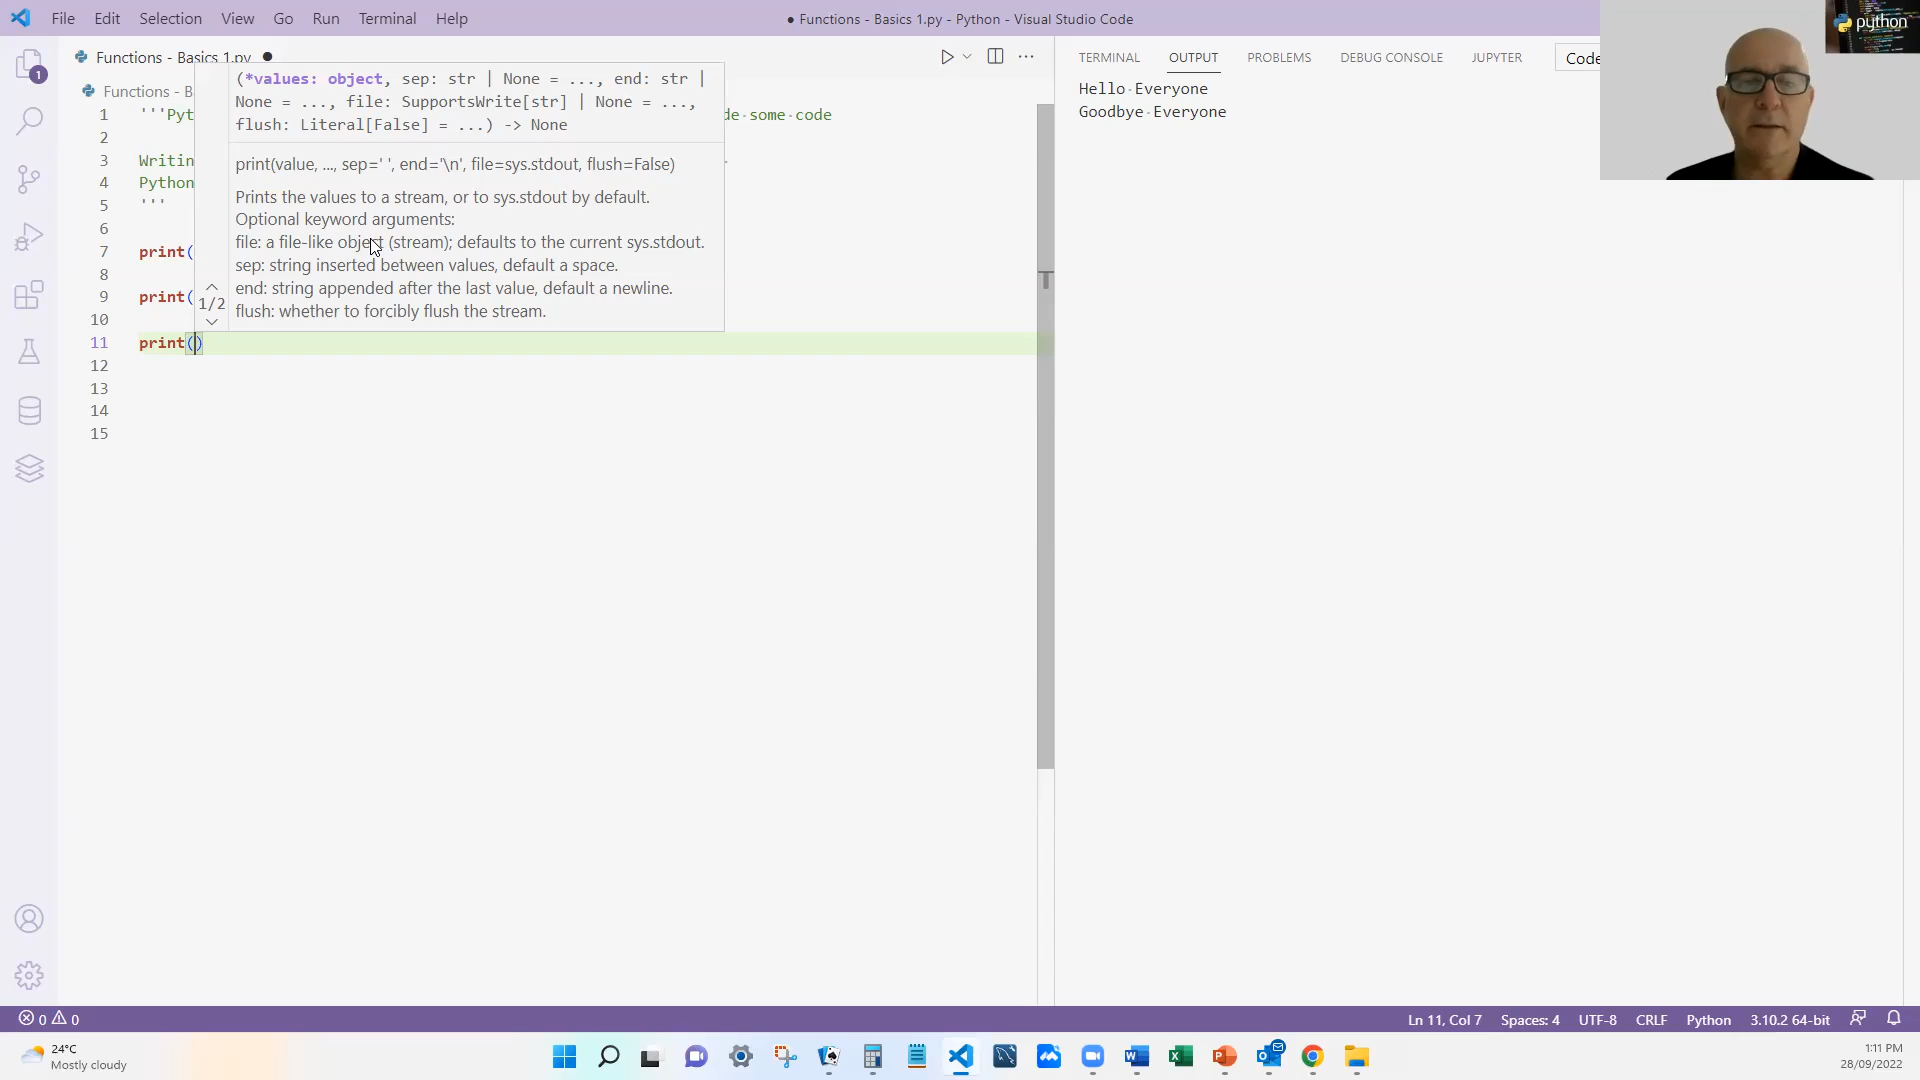 File Edit Selection View Go Run Terminal Help
● Functions - Basics 1.py - Python - Visual Studio Code
python
Functions - Basics 1.py ●
TERMINAL OUTPUT PROBLEMS DEBUG CONSOLE JUPYTER Code
Functions - B
(*values: object, sep: str | None = ..., end: str |
None = ..., file: SupportsWrite[str] | None = ...,
flush: Literal[False] = ...) -> None
print(value, ..., sep=' ', end='\n', file=sys.stdout, flush=False)
Prints the values to a stream, or to sys.stdout by default.
Optional keyword arguments:
file: a file-like object (stream); defaults to the current sys.stdout.
sep: string inserted between values, default a space.
end: string appended after the last value, default a newline.
flush: whether to forcibly flush the stream.
1/2
1 '''Pyt de some code
2
3 Writin
4 Python
5 '''
6
7 print(
8
9 print(
10
11 print()
12
13
14
15
Hello Everyone
Goodbye Everyone
1
0 0
Ln 11, Col 7 Spaces: 4 UTF-8 CRLF Python 3.10.2 64-bit
24°C
Mostly cloudy
1:11 PM
28/09/2022